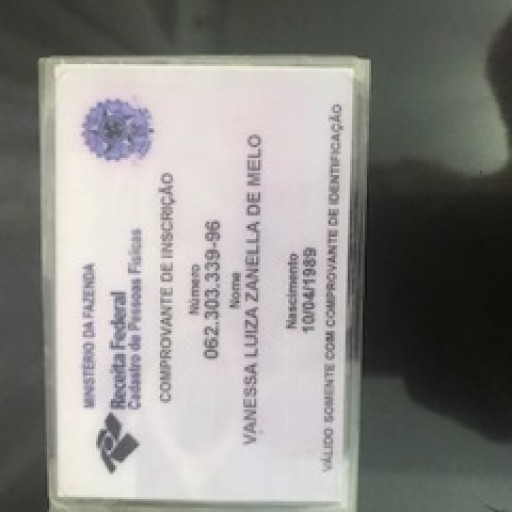 MINISTÉRIO DA FAZENDA
Receita Federal
Cadastro de Pessoas Físicas
COMPROVANTE DE INSCRIÇÃO
Número
062.303.339-96
Nome
VANESSA LUIZA ZANELLA DE MELO
Nascimento
10/04/1989
VÁLIDO SOMENTE COM COMPROVANTE DE IDENTIFICAÇÃO